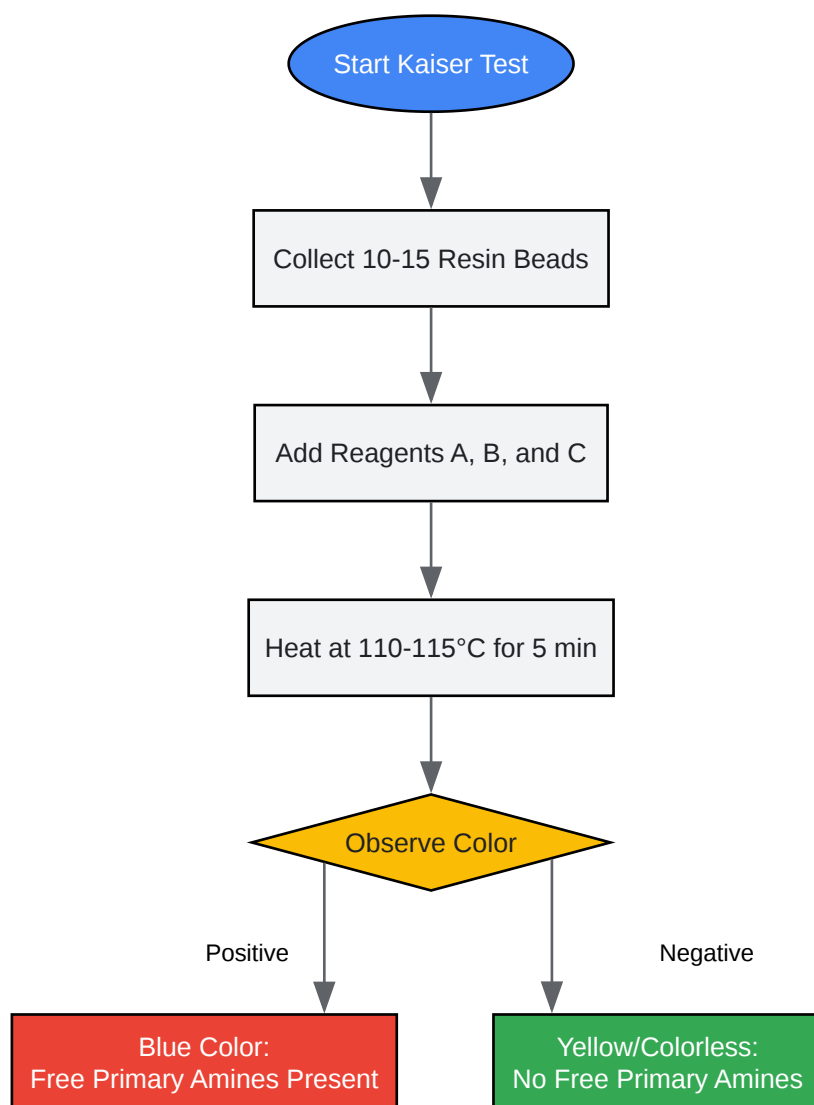 Start Kaiser Test
Collect 10-15 Resin Beads
Add Reagents A, B, and C
Heat at 110-115°C for 5 min
Observe Color
Positive
Negative
Blue Color:
Free Primary Amines Present
Yellow/Colorless:
No Free Primary Amines